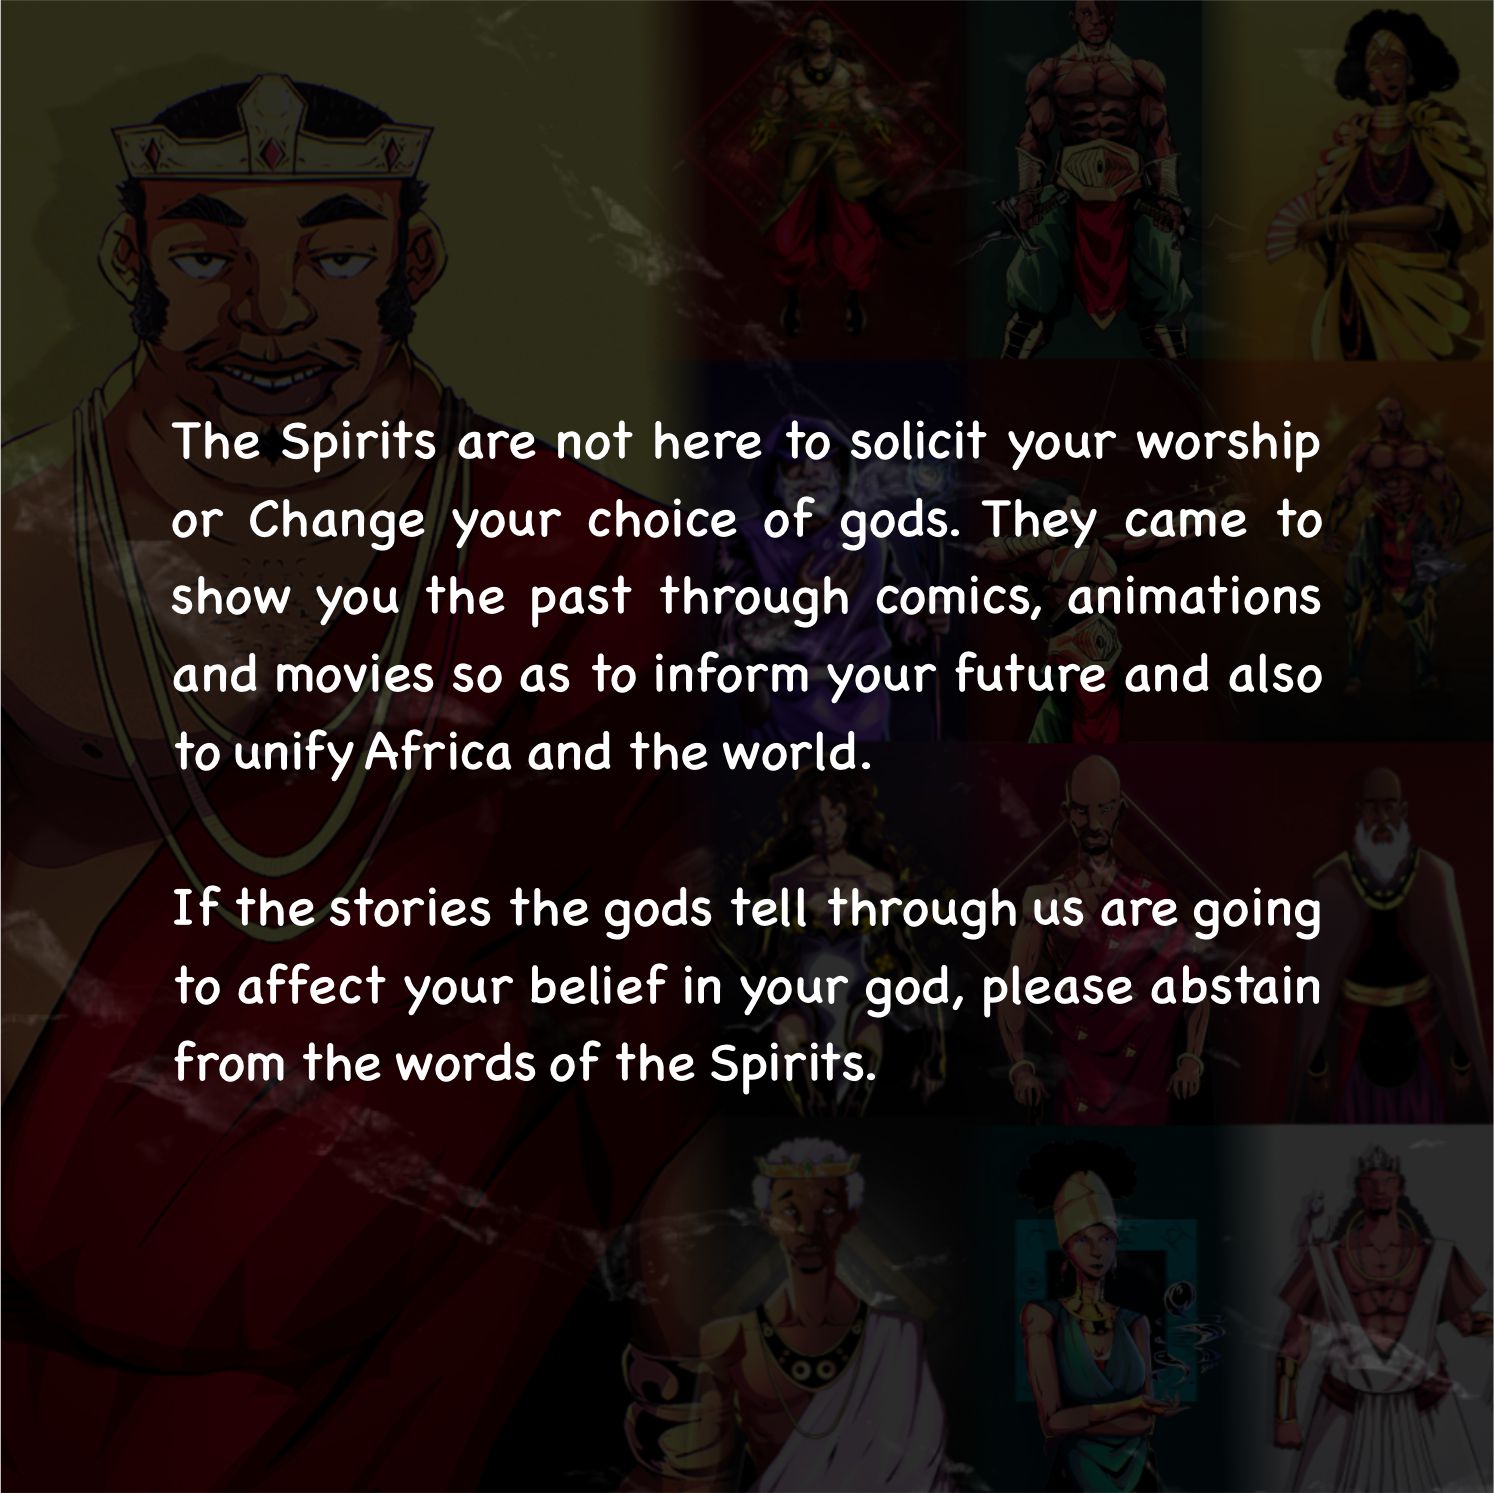 The Spirits are not here to solicit your worship
or Change your choice of gods. They came to
show you the past through comics, animations
and movies so as to inform your future and also
to unify Africa and the world.
If the stories the gods tell through us are going
to affect your belief in your god, please abstain
from the words of the Spirits.